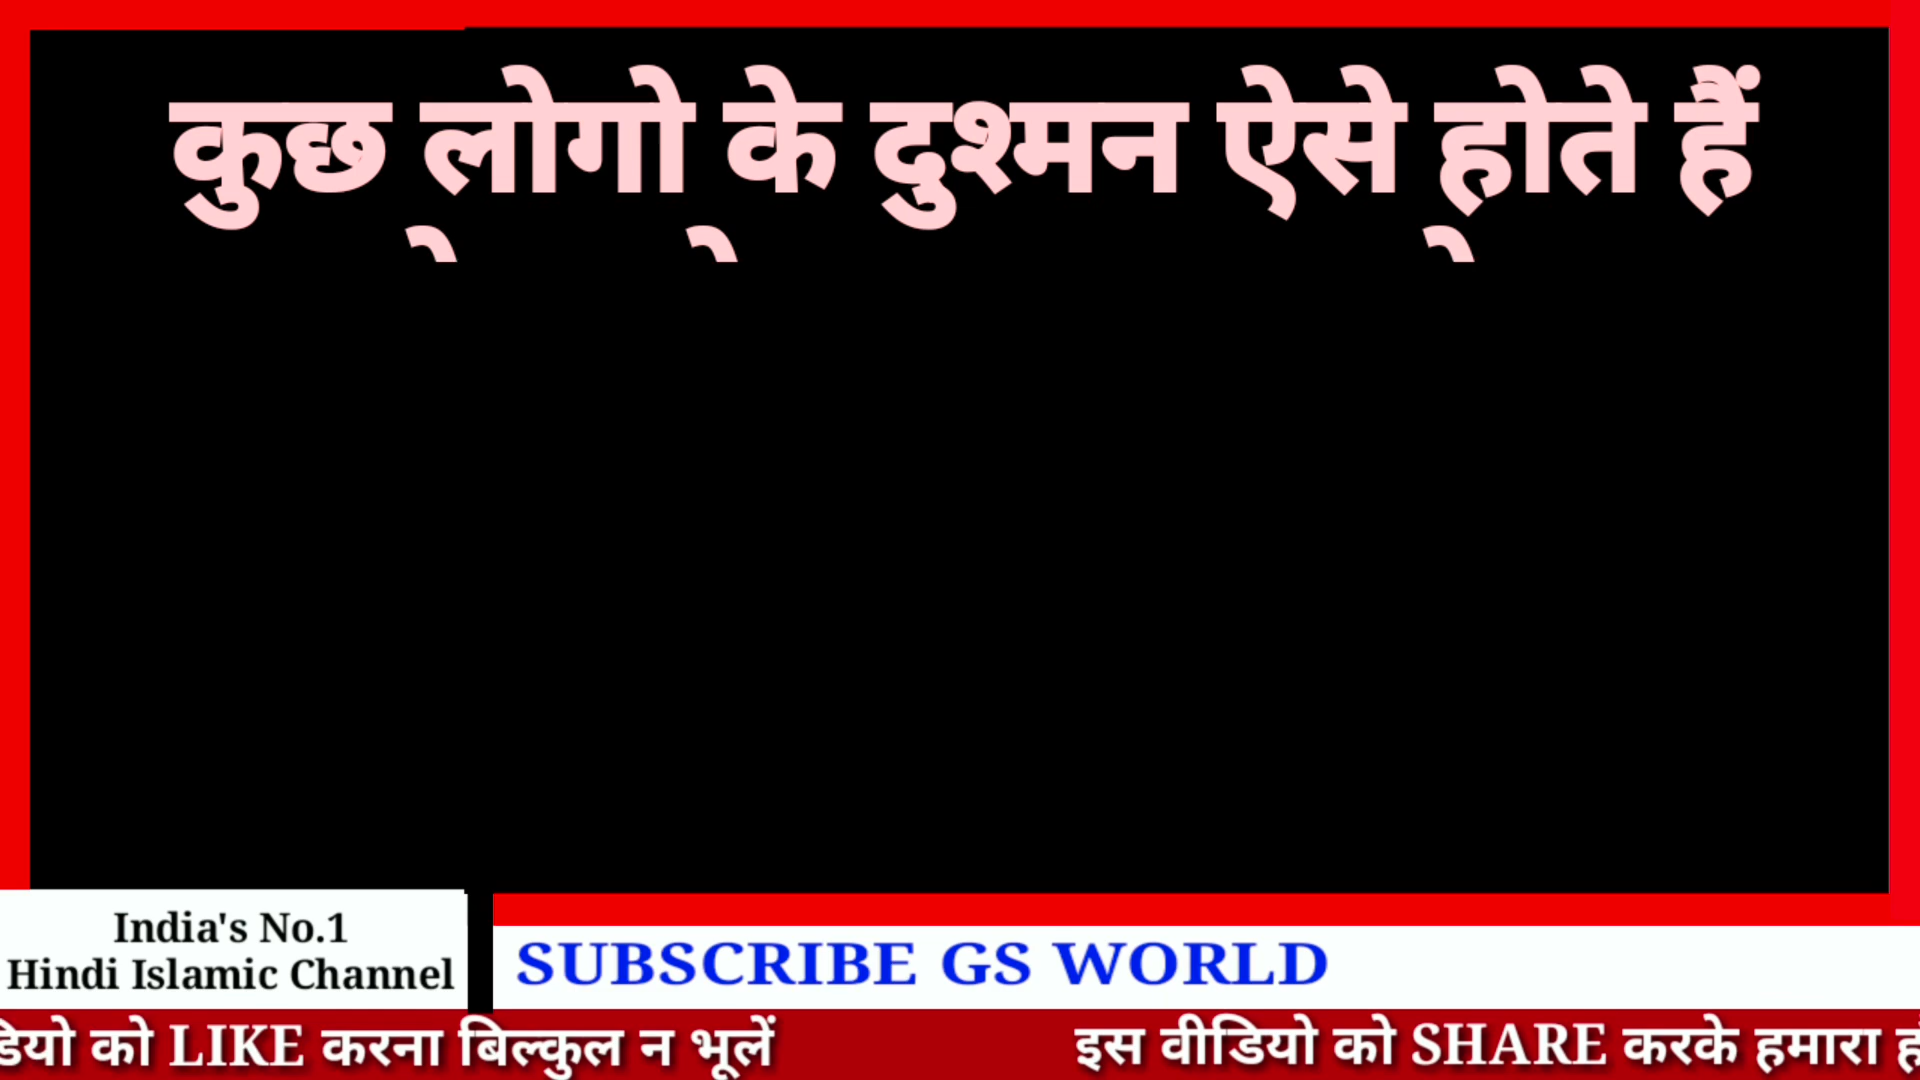 कुछ लोगो के दुश्मन ऐसे होते हैं
India's No.1
Hindi Islamic Channel
SUBSCRIBE GS WORLD
को LIKE करना बिल्कुल न भूलें
इस वीडियो को SHARE करके हमारा